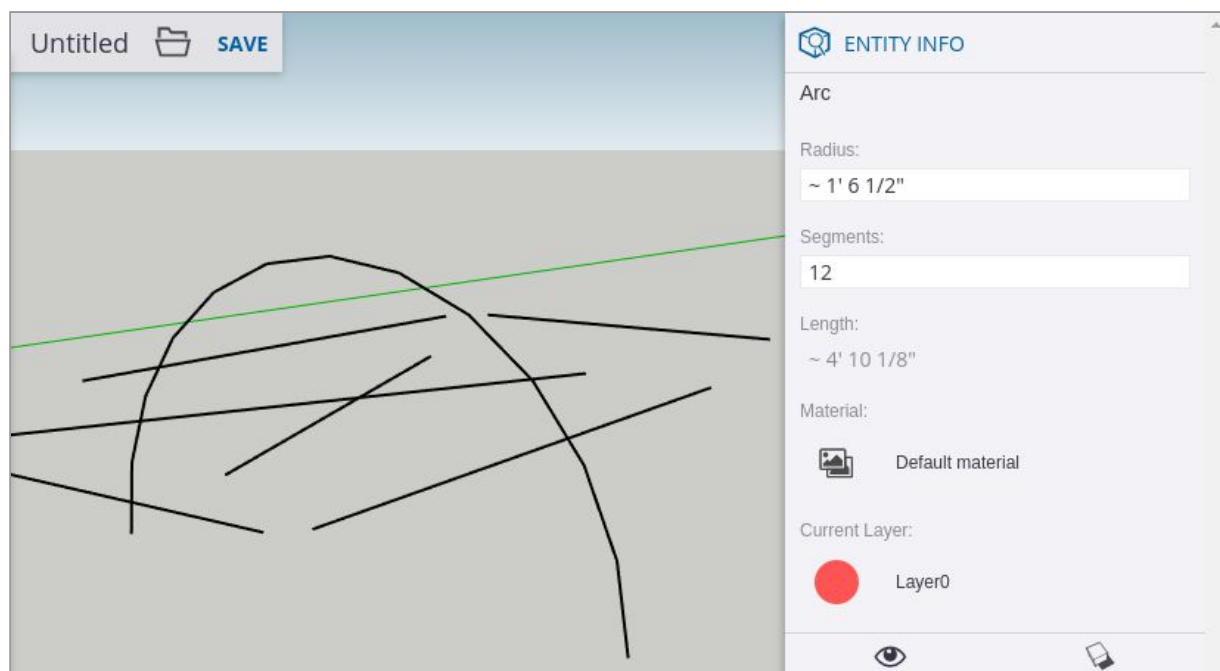 Untitled SAVE
ENTITY INFO
Arc
Radius:
~ 1' 6 1/2"
Segments:
12
Length:
~ 4' 10 1/8"
Material:
Default material
Current Layer:
Layer0